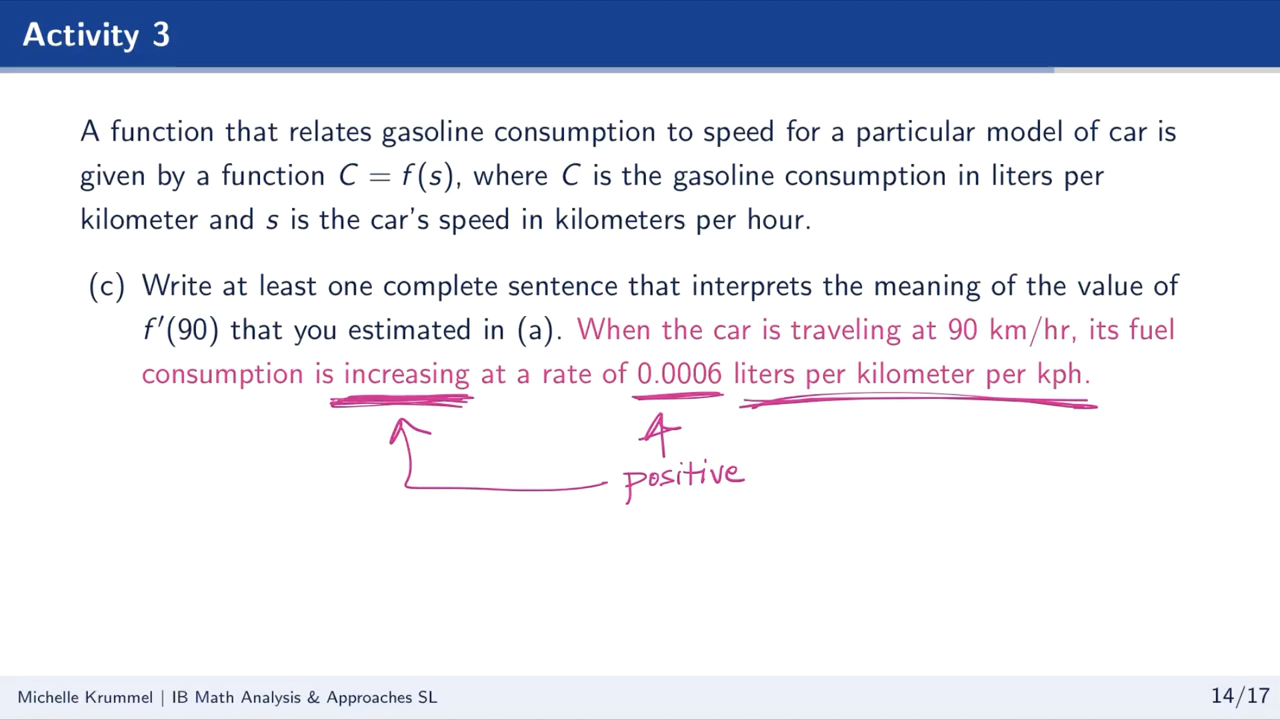 Activity 3
A function that relates gasoline consumption to speed for a particular model of car is
given by a function C = f(s), where C is the gasoline consumption in liters per
kilometer and s is the car's speed in kilometers per hour.
(c) Write at least one complete sentence that interprets the meaning of the value of
f′(90) that you estimated in (a). When the car is traveling at 90 km/hr, its fuel
consumption is increasing at a rate of 0.0006 liters per kilometer per kph.
positive
Michelle Krummel | IB Math Analysis & Approaches SL
14/17